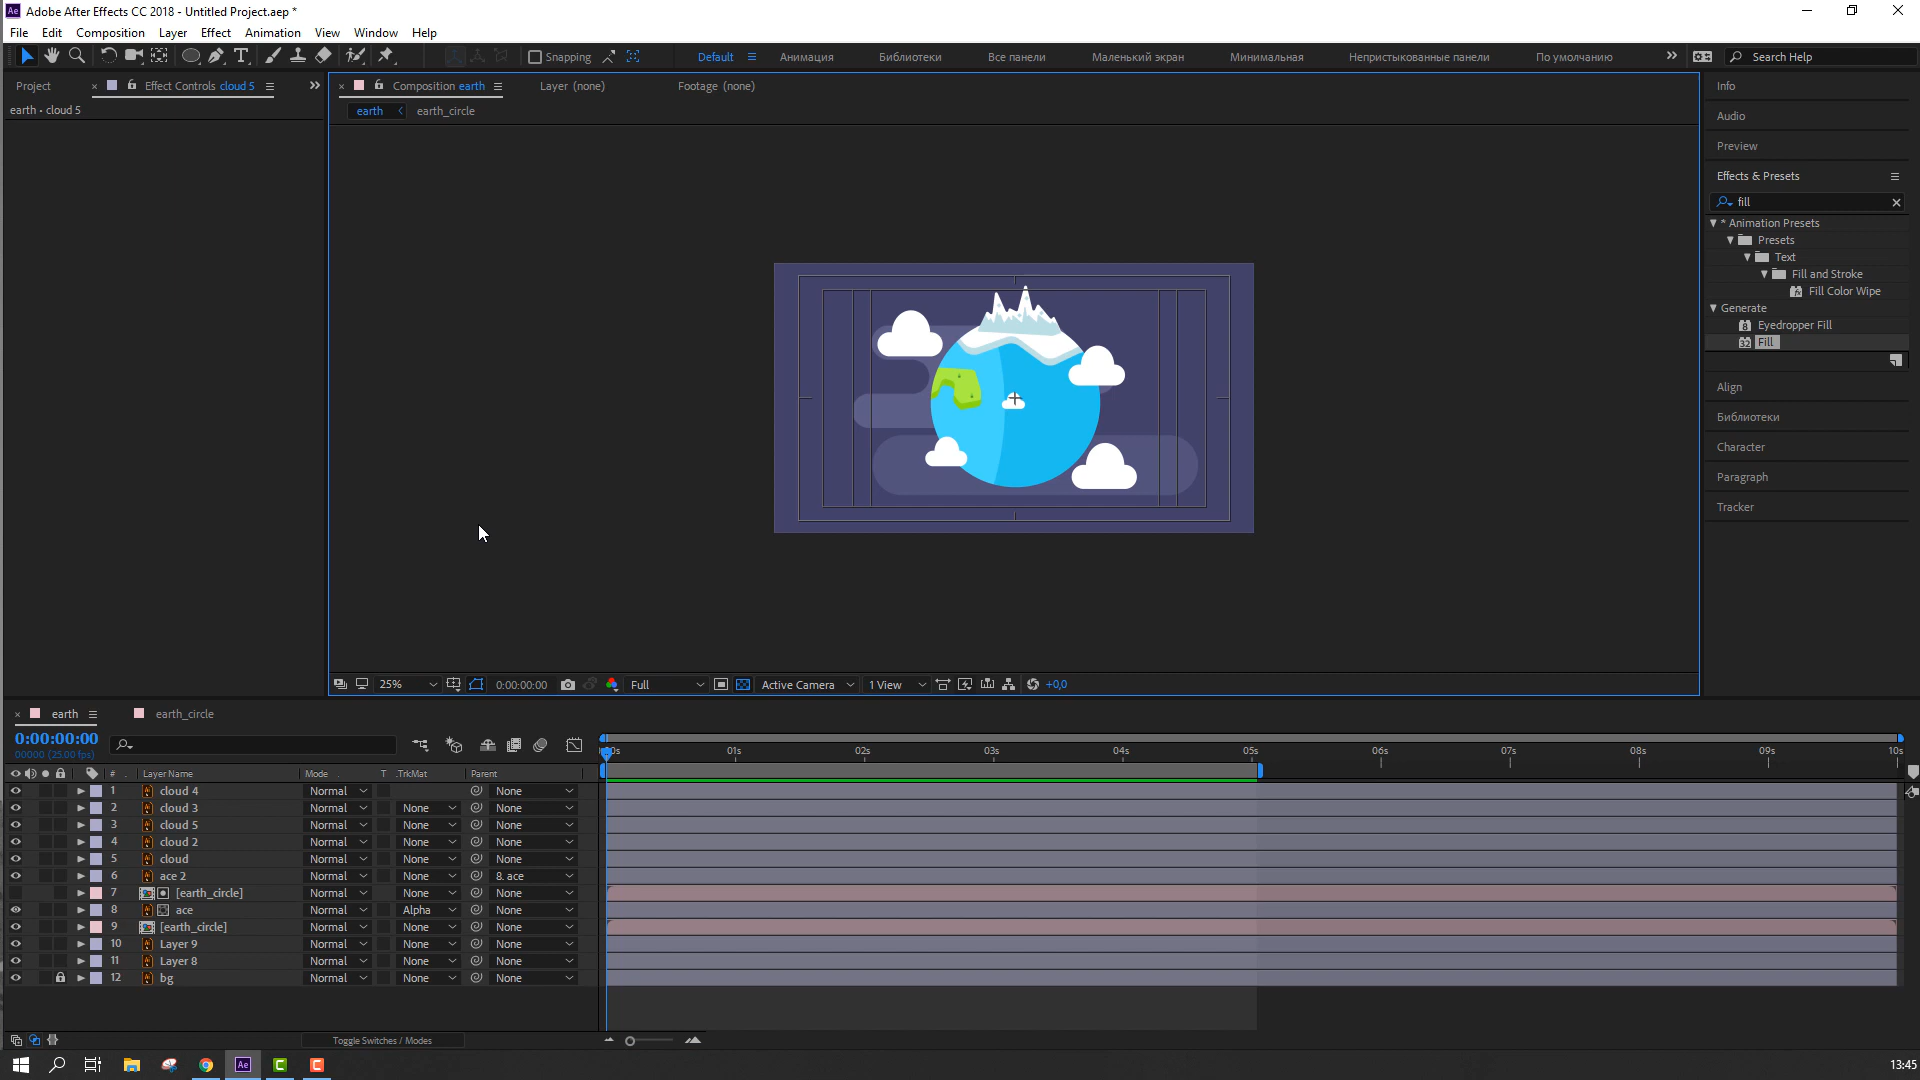 Adobe After Effects CC 2018 - Untitled Project.aep *
File Edit Composition Layer Effect Animation View Window Help
Snapping Default Анимация Библиотеки Все панели Маленький экран Минимальная Непристыкованные панели По умолчанию Search Help
Project Effect Controls cloud 5 Composition earth Layer (none) Footage (none) Info
earth • cloud 5 earth earth_circle
Audio
Preview
Effects & Presets
fill
* Animation Presets
Presets
Text
Fill and Stroke
Fill Color Wipe
Generate
Eyedropper Fill
Fill
Align
Библиотеки
Character
Paragraph
Tracker
25% 0:00:00:00 Full Active Camera 1 View +0,0
earth earth_circle
0:00:00:00
00000 (25.00 fps)
01s 02s 03s 04s 05s 06s 07s 08s 09s 10s
# Layer Name Mode T .TrkMat Parent
1 cloud 4 Normal None
2 cloud 3 Normal None None
3 cloud 5 Normal None None
4 cloud 2 Normal None None
5 cloud Normal None None
6 ace 2 Normal None 8. ace
7 [earth_circle] Normal None None
8 ace Normal Alpha None
9 [earth_circle] Normal None None
10 Layer 9 Normal None None
11 Layer 8 Normal None None
12 bg Normal None None
Toggle Switches / Modes
13:45